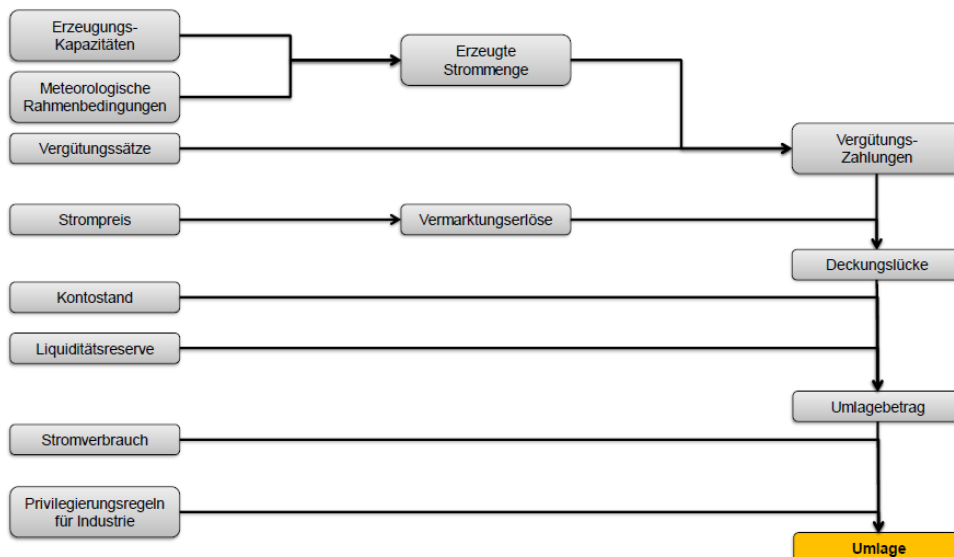 Erzeugungs-
Kapazitäten
Erzeugte
Strommenge
Meteorologische
Rahmenbedingungen
Vergütungssätze
Vergütungs-
Zahlungen
Strompreis
Vermarktungserlöse
Deckungslücke
Kontostand
Liquiditätsreserve
Umlagebetrag
Stromverbrauch
Privilegierungsregeln
für Industrie
Umlage